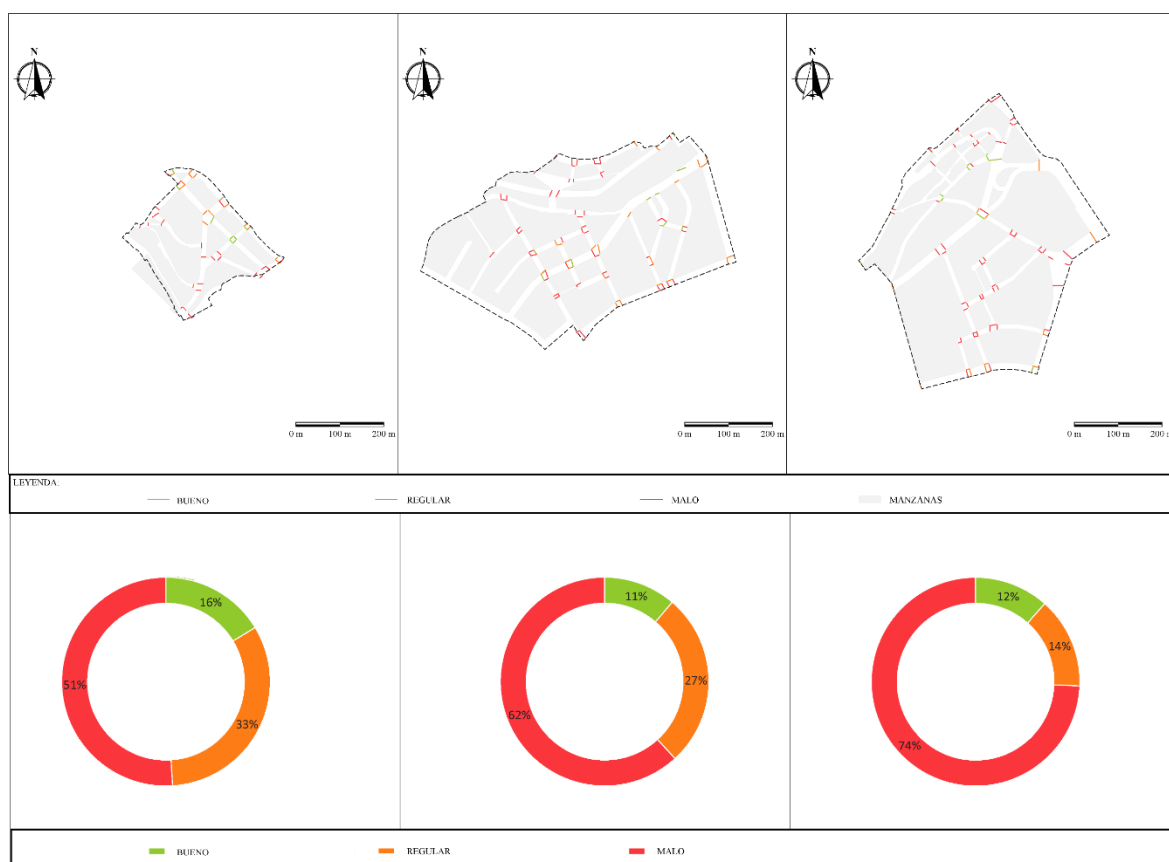 N N N
0 m 100 m 200 m 0 m 100 m 200 m 0 m 100 m 200 m
LEYENDA:
BUENO REGULAR MALO MANZANAS
16% 11% 12%
14%
27%
51%
62%
33%
74%
BUENO REGULAR MALO